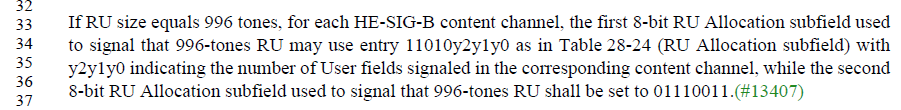 32
33 If RU size equals 996 tones, for each HE-SIG-B content channel, the first 8-bit RU Allocation subfield used
34 to signal that 996-tones RU may use entry 11010y2y1y0 as in Table 28-24 (RU Allocation subfield) with
35 y2y1y0 indicating the number of User fields signaled in the corresponding content channel, while the second
36 8-bit RU Allocation subfield used to signal that 996-tones RU shall be set to 01110011.(#13407)
37